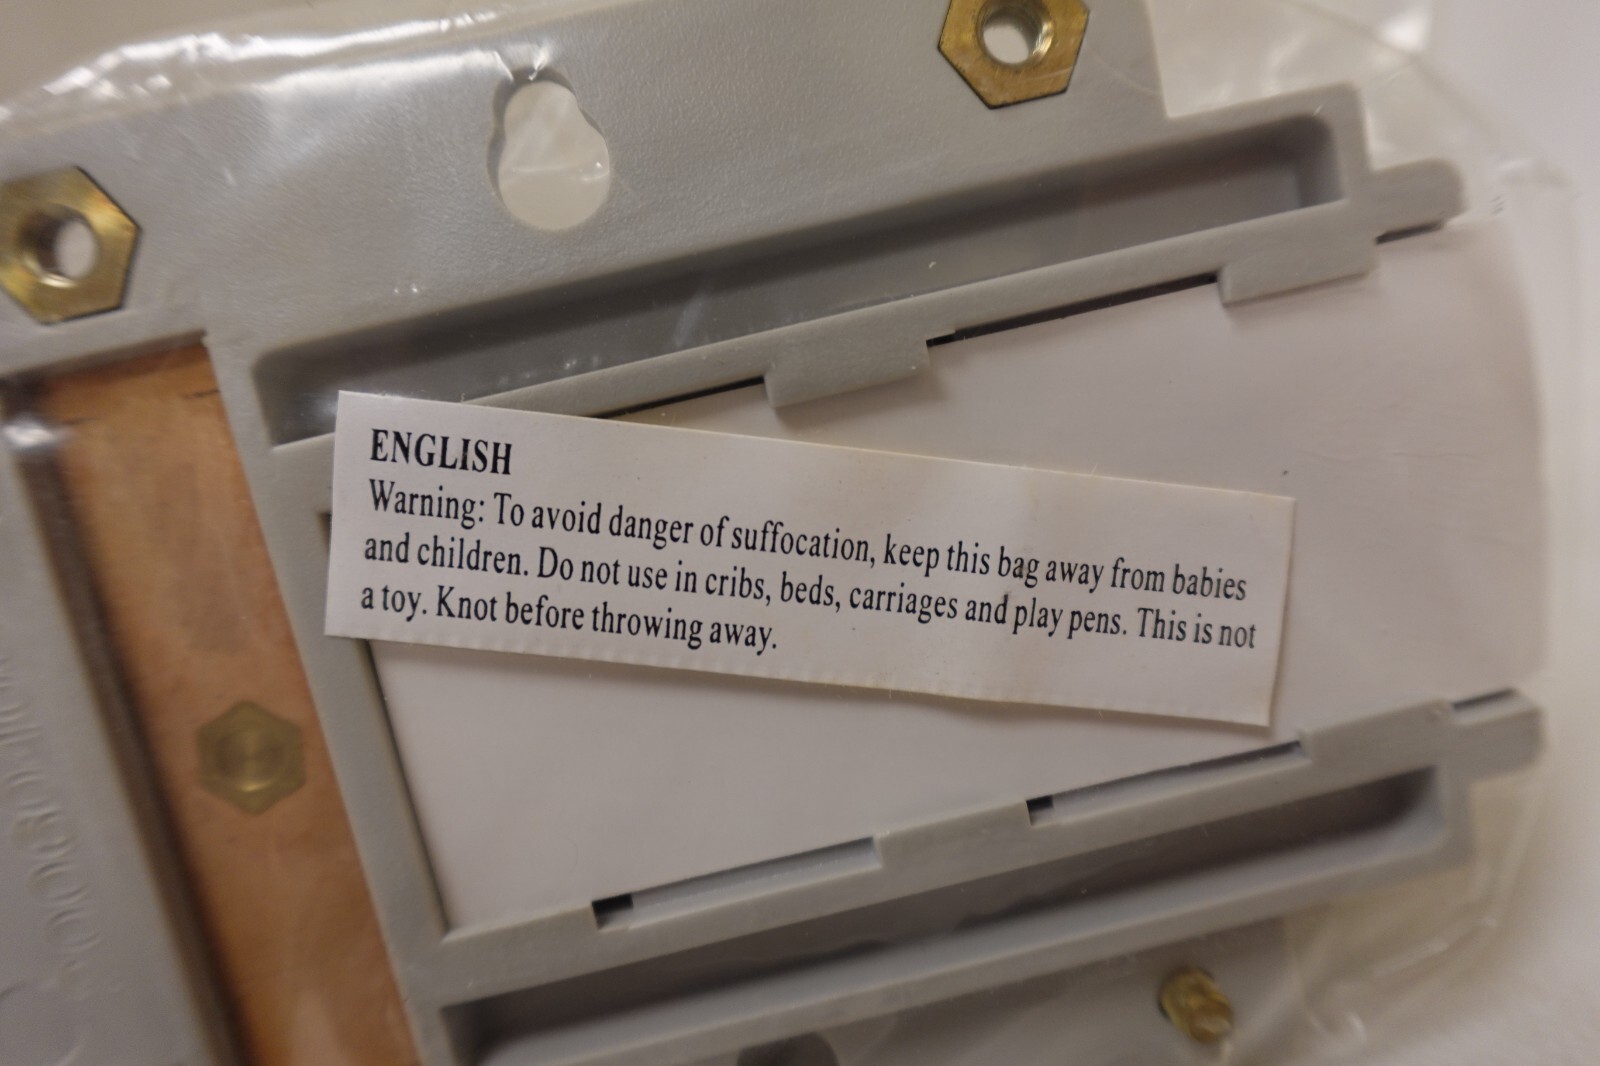 ENGLISH
Warning: To avoid danger of suffocation, keep this bag away from babies
and children. Do not use in cribs, beds, carriages and play pens. This is not
a toy. Knot before throwing away.